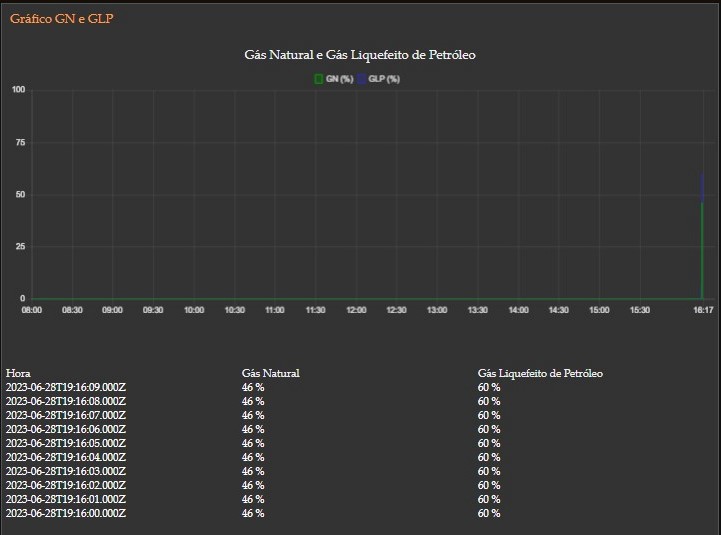 Gráfico GN e GLP
Gás Natural e Gás Liquefeito de Petróleo
GN (%) GLP (%)
100
75
50
25
0
08:00 08:30 09:00 09:30 10:00 10:30 11:00 11:30 12:00 12:30 13:00 13:30 14:00 14:30 15:00 15:30 16:17
Hora Gás Natural Gás Liquefeito de Petróleo
2023-06-28T19:16:09.000Z 46 % 60 %
2023-06-28T19:16:08.000Z 46 % 60 %
2023-06-28T19:16:07.000Z 46 % 60 %
2023-06-28T19:16:06.000Z 46 % 60 %
2023-06-28T19:16:05.000Z 46 % 60 %
2023-06-28T19:16:04.000Z 46 % 60 %
2023-06-28T19:16:03.000Z 46 % 60 %
2023-06-28T19:16:02.000Z 46 % 60 %
2023-06-28T19:16:01.000Z 46 % 60 %
2023-06-28T19:16:00.000Z 46 % 60 %